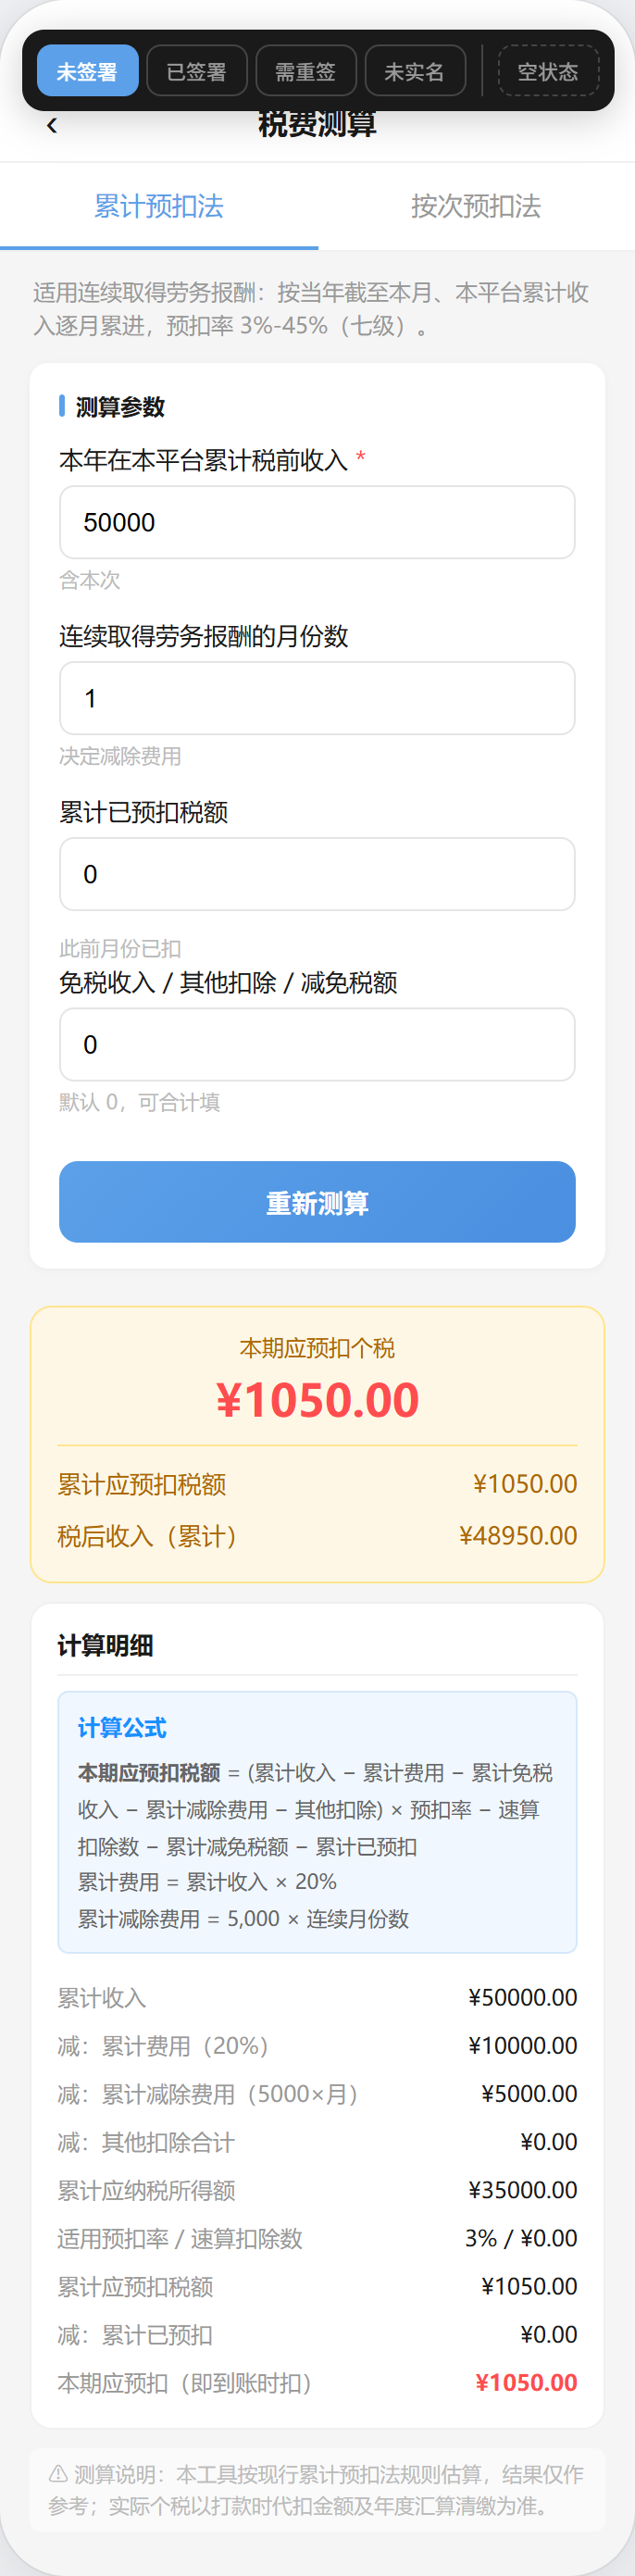 未签署 已签署 需重签 未实名 空状态
‹ 税费测算
累计预扣法 按次预扣法
适用连续取得劳务报酬：按当年截至本月、本平台累计收
入逐月累进，预扣率 3%-45%（七级）。
测算参数
本年在本平台累计税前收入 *
50000
含本次
连续取得劳务报酬的月份数
1
决定减除费用
累计已预扣税额
0
此前月份已扣
免税收入 / 其他扣除 / 减免税额
0
默认 0，可合计填
重新测算
本期应预扣个税
¥1050.00
累计应预扣税额 ¥1050.00
税后收入（累计） ¥48950.00
计算明细
计算公式
本期应预扣税额 = (累计收入 − 累计费用 − 累计免税
收入 − 累计减除费用 − 其他扣除) × 预扣率 − 速算
扣除数 − 累计减免税额 − 累计已预扣
累计费用 = 累计收入 × 20%
累计减除费用 = 5,000 × 连续月份数
累计收入 ¥50000.00
减：累计费用（20%） ¥10000.00
减：累计减除费用（5000×月） ¥5000.00
减：其他扣除合计 ¥0.00
累计应纳税所得额 ¥35000.00
适用预扣率 / 速算扣除数 3% / ¥0.00
累计应预扣税额 ¥1050.00
减：累计已预扣 ¥0.00
本期应预扣（即到账时扣） ¥1050.00
⚠ 测算说明：本工具按现行累计预扣法规则估算，结果仅作
参考；实际个税以打款时代扣金额及年度汇算清缴为准。